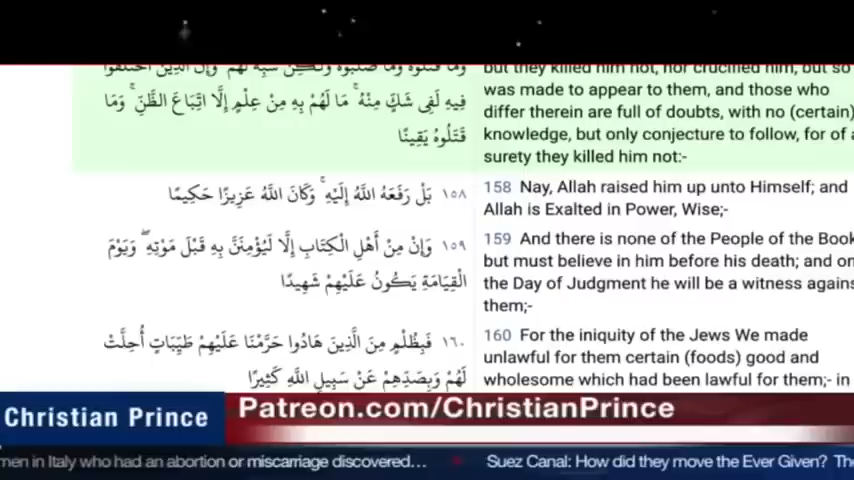 وَمَا قَتَلُوهُ وَمَا صَلَبُوهُ وَلَٰكِن شُبِّهَ لَهُمْ ۚ وَإِنَّ الَّذِينَ اخْتَلَفُوا
فِيهِ لَفِي شَكٍّ مِنْهُ ۚ مَا لَهُمْ بِهِ مِنْ عِلْمٍ إِلَّا اتِّبَاعَ الظَّنِّ ۚ وَمَا
قَتَلُوهُ يَقِينًا
but they killed him not, nor crucified him, but so
was made to appear to them, and those who
differ therein are full of doubts, with no (certain)
knowledge, but only conjecture to follow, for of a
surety they killed him not:-
١٥٨ بَلْ رَفَعَهُ اللَّهُ إِلَيْهِ ۚ وَكَانَ اللَّهُ عَزِيزًا حَكِيمًا
158 Nay, Allah raised him up unto Himself; and
Allah is Exalted in Power, Wise;-
١٥٩ وَإِنْ مِنْ أَهْلِ الْكِتَابِ إِلَّا لَيُؤْمِنَنَّ بِهِ قَبْلَ مَوْتِهِ ۖ وَيَوْمَ
الْقِيَامَةِ يَكُونُ عَلَيْهِمْ شَهِيدًا
159 And there is none of the People of the Book
but must believe in him before his death; and on
the Day of Judgment he will be a witness agains
them;-
١٦٠ فَبِظُلْمٍ مِنَ الَّذِينَ هَادُوا حَرَّمْنَا عَلَيْهِمْ طَيِّبَاتٍ أُحِلَّتْ
لَهُمْ وَبِصَدِّهِمْ عَنْ سَبِيلِ اللَّهِ كَثِيرًا
160 For the iniquity of the Jews We made
unlawful for them certain (foods) good and
wholesome which had been lawful for them;- in
Christian Prince
Patreon.com/ChristianPrince
men in Italy who had an abortion or miscarriage discovered...
Suez Canal: How did they move the Ever Given? The